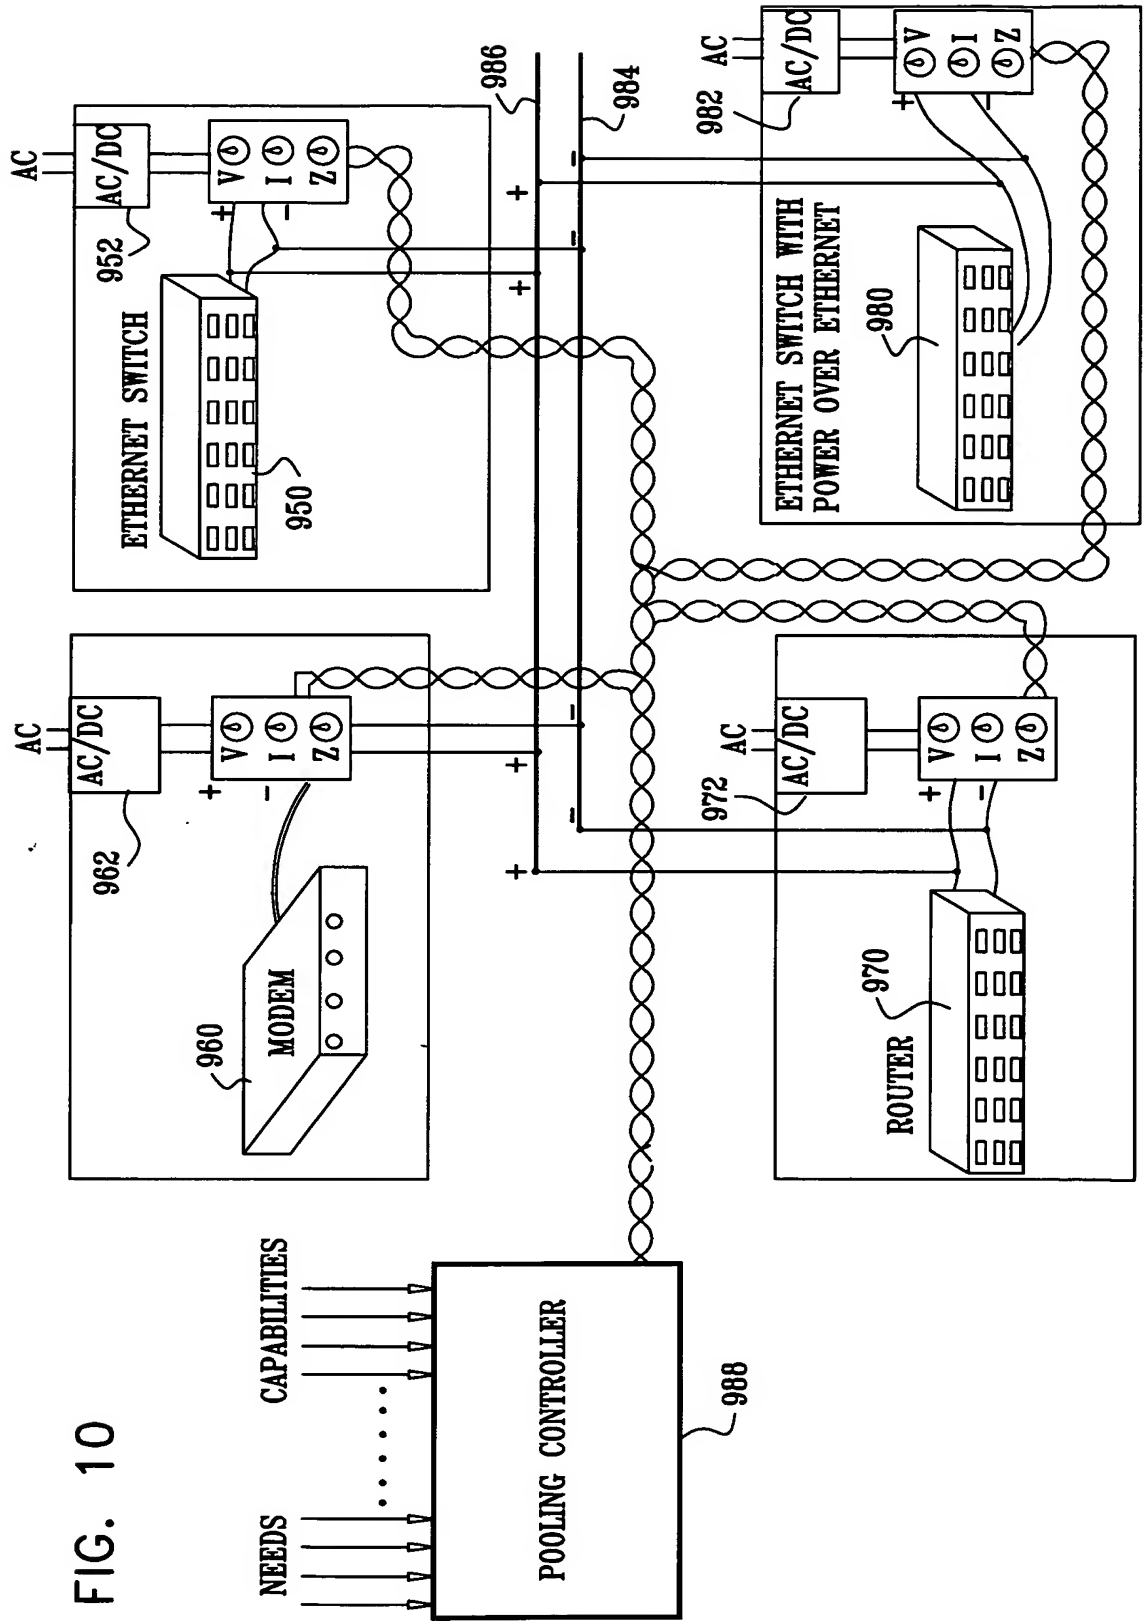 FIG. 10
NEEDS
CAPABILITIES
POOLING CONTROLLER
988
AC
AC/DC
962
V
I
Z
+
-
960
MODEM
+
-
AC
AC/DC
952
V
I
Z
+
-
ETHERNET SWITCH
950
+
-
+
-
986
984
+
-
AC
AC/DC
972
V
I
Z
+
-
ROUTER
970
AC
AC/DC
982
V
I
Z
+
-
ETHERNET SWITCH WITH
POWER OVER ETHERNET
980